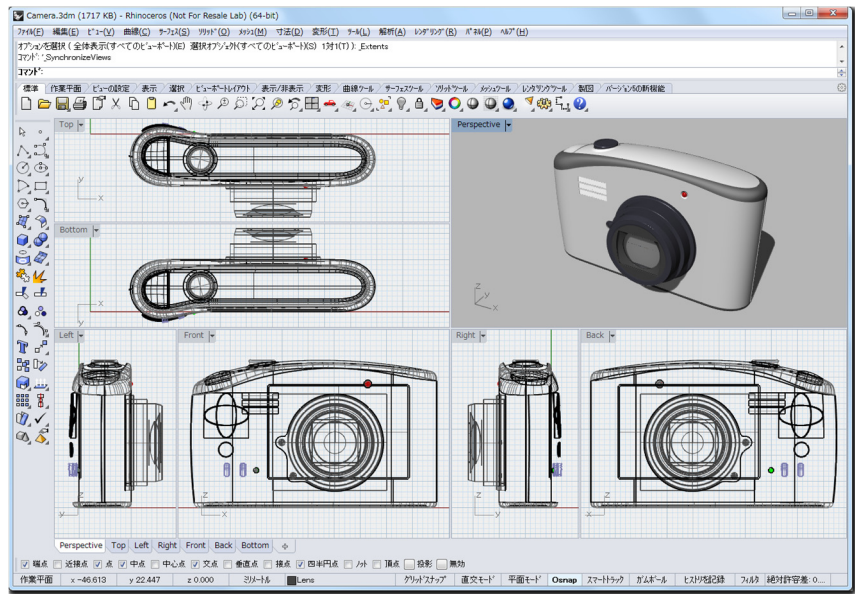 Camera.3dm (1717 KB) - Rhinoceros (Not For Resale Lab) (64-bit)
ﾌｧｲﾙ(F) 編集(E) ﾋﾞｭｰ(V) 曲線(C) ｻｰﾌｪｽ(S) ｿﾘｯﾄﾞ(O) ﾒｯｼｭ(M) 寸法(D) 変形(T) ﾂｰﾙ(L) 解析(A) ﾚﾝﾀﾞﾘﾝｸﾞ(R) ﾊﾟﾈﾙ(P) ﾍﾙﾌﾟ(H)
ｵﾌﾟｼｮﾝを選択 ( 全体表示(すべてのﾋﾞｭｰﾎﾟｰﾄ)(E) 選択ｵﾌﾞｼﾞｪｸﾄ(すべてのﾋﾞｭｰﾎﾟｰﾄ)(S) 1対1(T) ): _Extents
ｺﾏﾝﾄﾞ: '_SynchronizeViews
ｺﾏﾝﾄﾞ:
標準 作業平面 ﾋﾞｭｰの設定 表示 選択 ﾋﾞｭｰﾎﾟｰﾄﾚｲｱｳﾄ 表示/非表示 変形 曲線ﾂｰﾙ ｻｰﾌｪｽﾂｰﾙ ｿﾘｯﾄﾞﾂｰﾙ ﾒｯｼｭﾂｰﾙ ﾚﾝﾀﾞﾘﾝｸﾞﾂｰﾙ 製図 ﾊﾞｰｼﾞｮﾝ5の新機能
Top
Perspective
y
x
Bottom
y
x
z
y
x
Left
Front
Right
Back
z
y
z
x
z
y
z
x
Perspective Top Left Right Front Back Bottom
端点 近接点 点 中点 中心点 交点 垂直点 接点 四半円点 ﾉｯﾄ 頂点 投影 無効
作業平面 x -46.613 y 22.447 z 0.000 ﾐﾘﾒｰﾄﾙ Lens ｸﾞﾘｯﾄﾞｽﾅｯﾌﾟ 直交ﾓｰﾄﾞ 平面ﾓｰﾄﾞ Osnap ｽﾏｰﾄﾄﾗｯｸ ｶﾞﾑﾎﾞｰﾙ ﾋｽﾄﾘを記録 ﾌｨﾙﾀ 絶対許容差: 0....